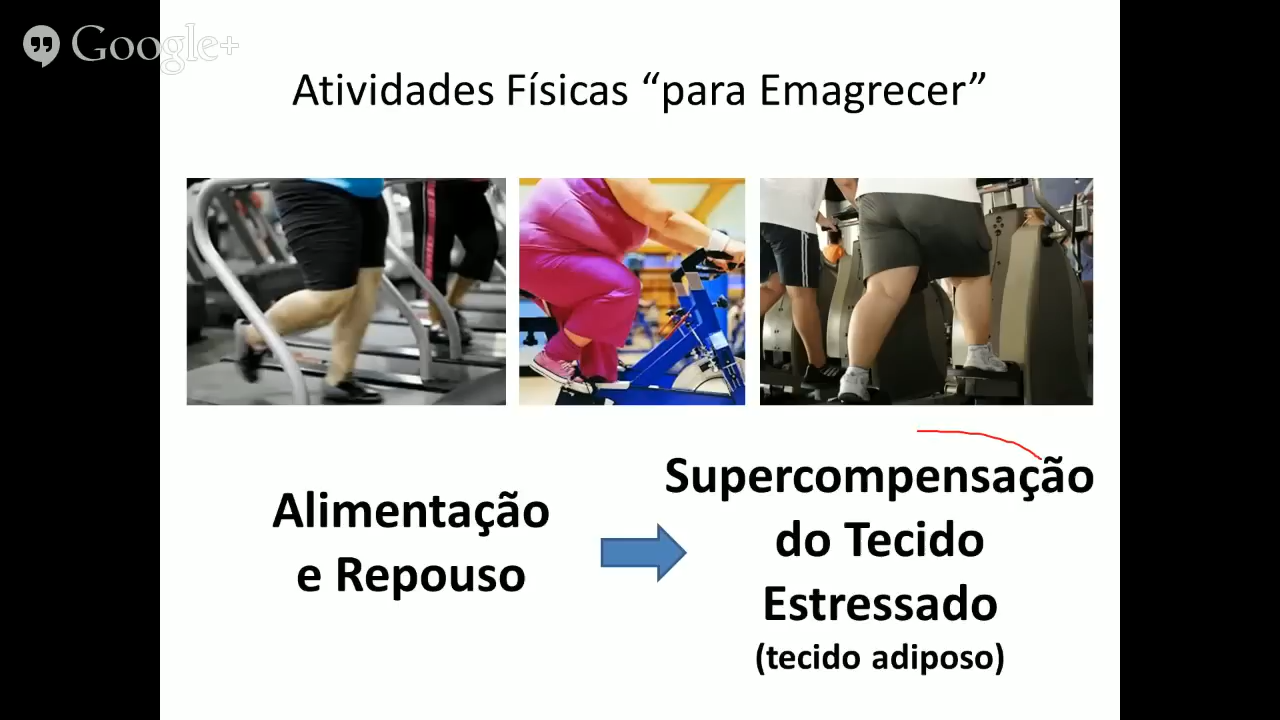 Google+
Atividades Físicas “para Emagrecer”
Alimentação
e Repouso
Supercompensação
do Tecido
Estressado
(tecido adiposo)